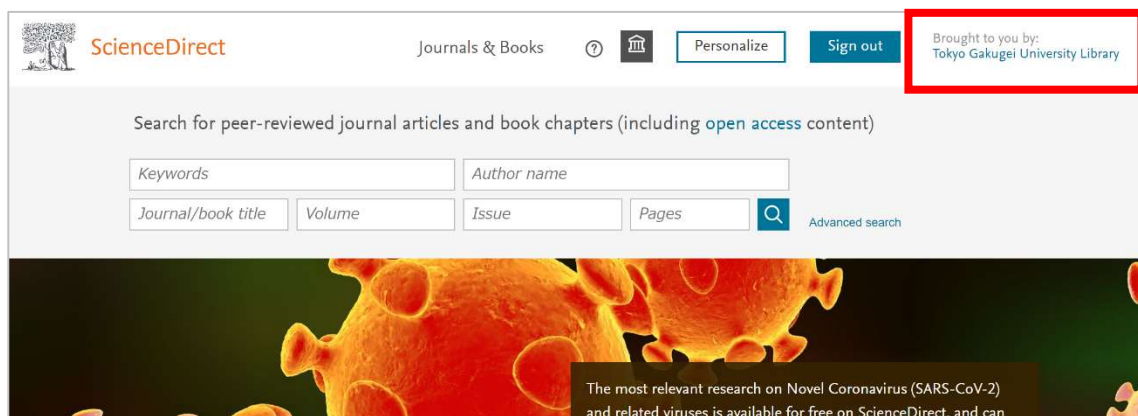 ScienceDirect
Journals & Books
?
Personalize
Sign out
Brought to you by:
Tokyo Gakugei University Library
Search for peer-reviewed journal articles and book chapters (including open access content)
Keywords
Author name
Journal/book title
Volume
Issue
Pages
Advanced search
The most relevant research on Novel Coronavirus (SARS-CoV-2)
and related viruses is available for free on ScienceDirect, and can